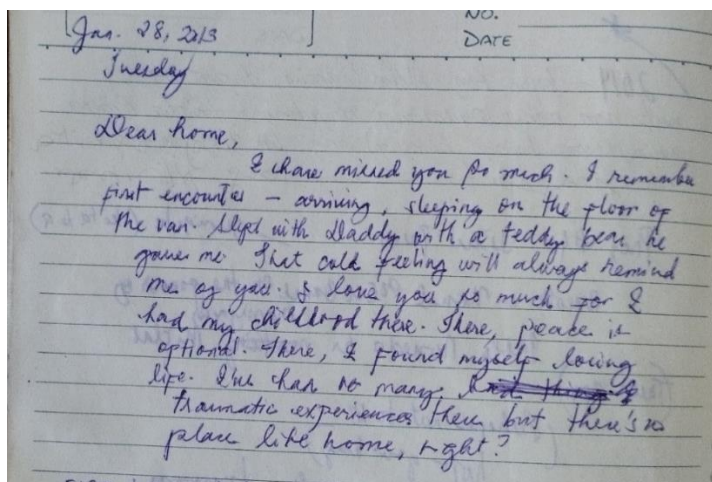 NO.
Jan. 28, 2013
DATE
Tuesday
Dear home,
I have missed you so much. I remember
first encounter – arriving, sleeping on the floor of
the van. Slept with Daddy with a teddy bear he
gave me. That cold feeling will always remind
me of you. I love you so much for I
had my childhood there. There, peace is
optional. There, I found myself loving
life. I've had so many
traumatic experiences there but there's no
place like home, right?